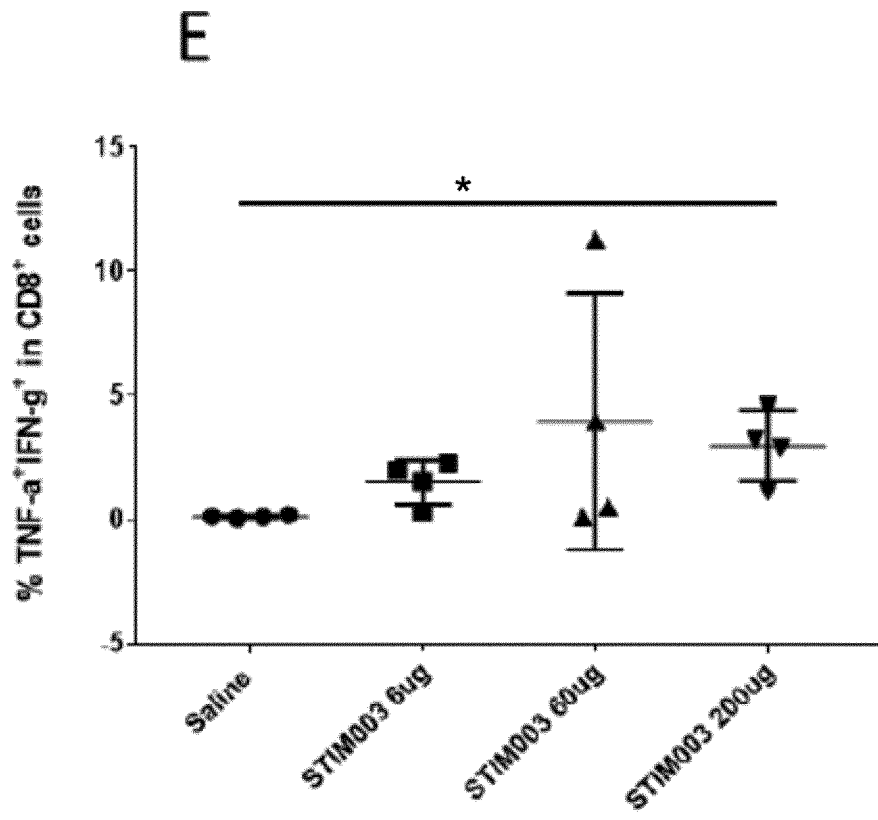 E
% TNF-a⁺IFN-g⁺ in CD8⁺ cells
15
*
10
5
0
-5
Saline
STIM003 6ug
STIM003 60ug
STIM003 200ug